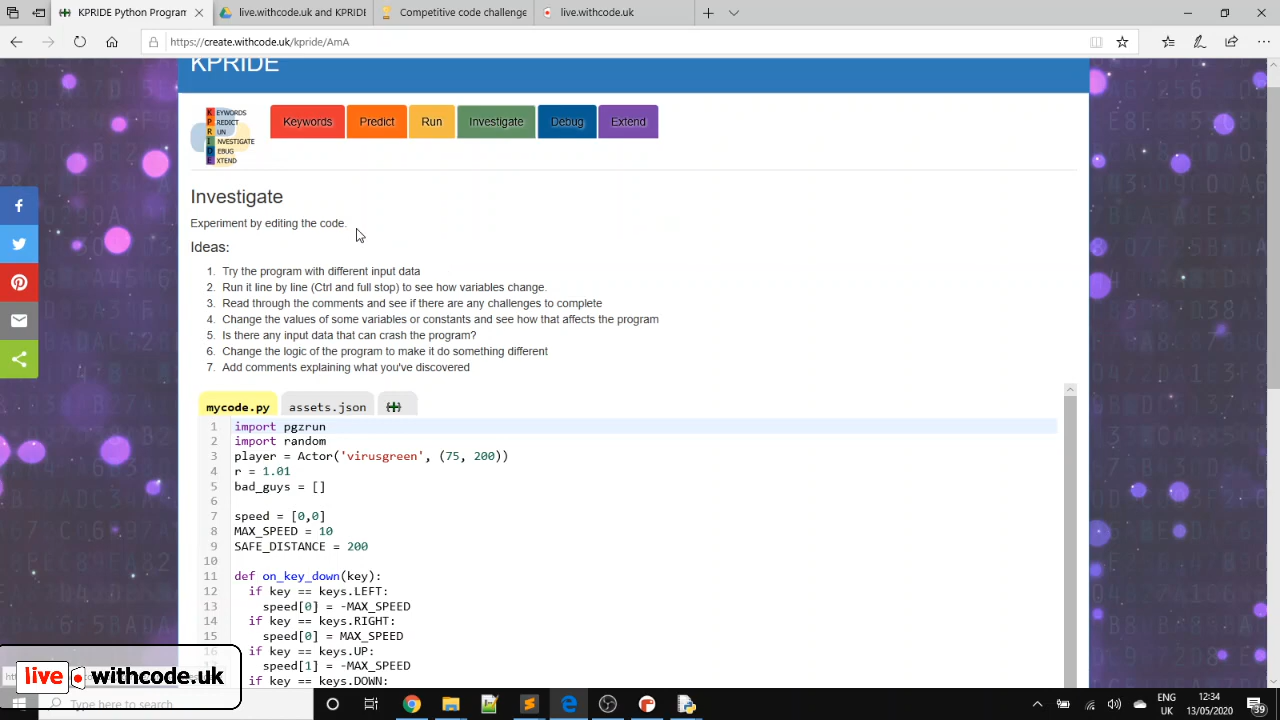 KPRIDE Python Program
live.withcode.uk and KPRIDE
Competitive code challenge
live.withcode.uk
https://create.withcode.uk/kpride/AmA
KPRIDE
KEYWORDS
PREDICT
RUN
INVESTIGATE
DEBUG
EXTEND
Keywords
Predict
Run
Investigate
Debug
Extend
Investigate
Experiment by editing the code.
Ideas:
1. Try the program with different input data
2. Run it line by line (Ctrl and full stop) to see how variables change.
3. Read through the comments and see if there are any challenges to complete
4. Change the values of some variables or constants and see how that affects the program
5. Is there any input data that can crash the program?
6. Change the logic of the program to make it do something different
7. Add comments explaining what you've discovered
mycode.py
assets.json
1 import pgzrun
2 import random
3 player = Actor('virusgreen', (75, 200))
4 r = 1.01
5 bad_guys = []
6
7 speed = [0,0]
8 MAX_SPEED = 10
9 SAFE_DISTANCE = 200
10
11 def on_key_down(key):
12 if key == keys.LEFT:
13 speed[0] = -MAX_SPEED
14 if key == keys.RIGHT:
15 speed[0] = MAX_SPEED
16 if key == keys.UP:
speed[1] = -MAX_SPEED
if key == keys.DOWN:
live withcode.uk
Type here to search
ENG
UK
12:34
13/05/2020